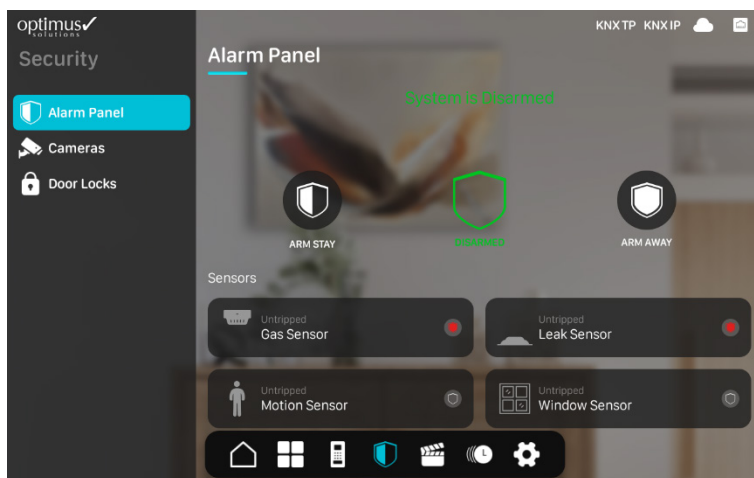 optimus✓
solutions
KNX TP KNX IP
Security
Alarm Panel
Alarm Panel
Cameras
Door Locks
System is Disarmed
ARM STAY
DISARMED
ARM AWAY
Sensors
Untripped
Gas Sensor
Untripped
Leak Sensor
Untripped
Motion Sensor
Untripped
Window Sensor